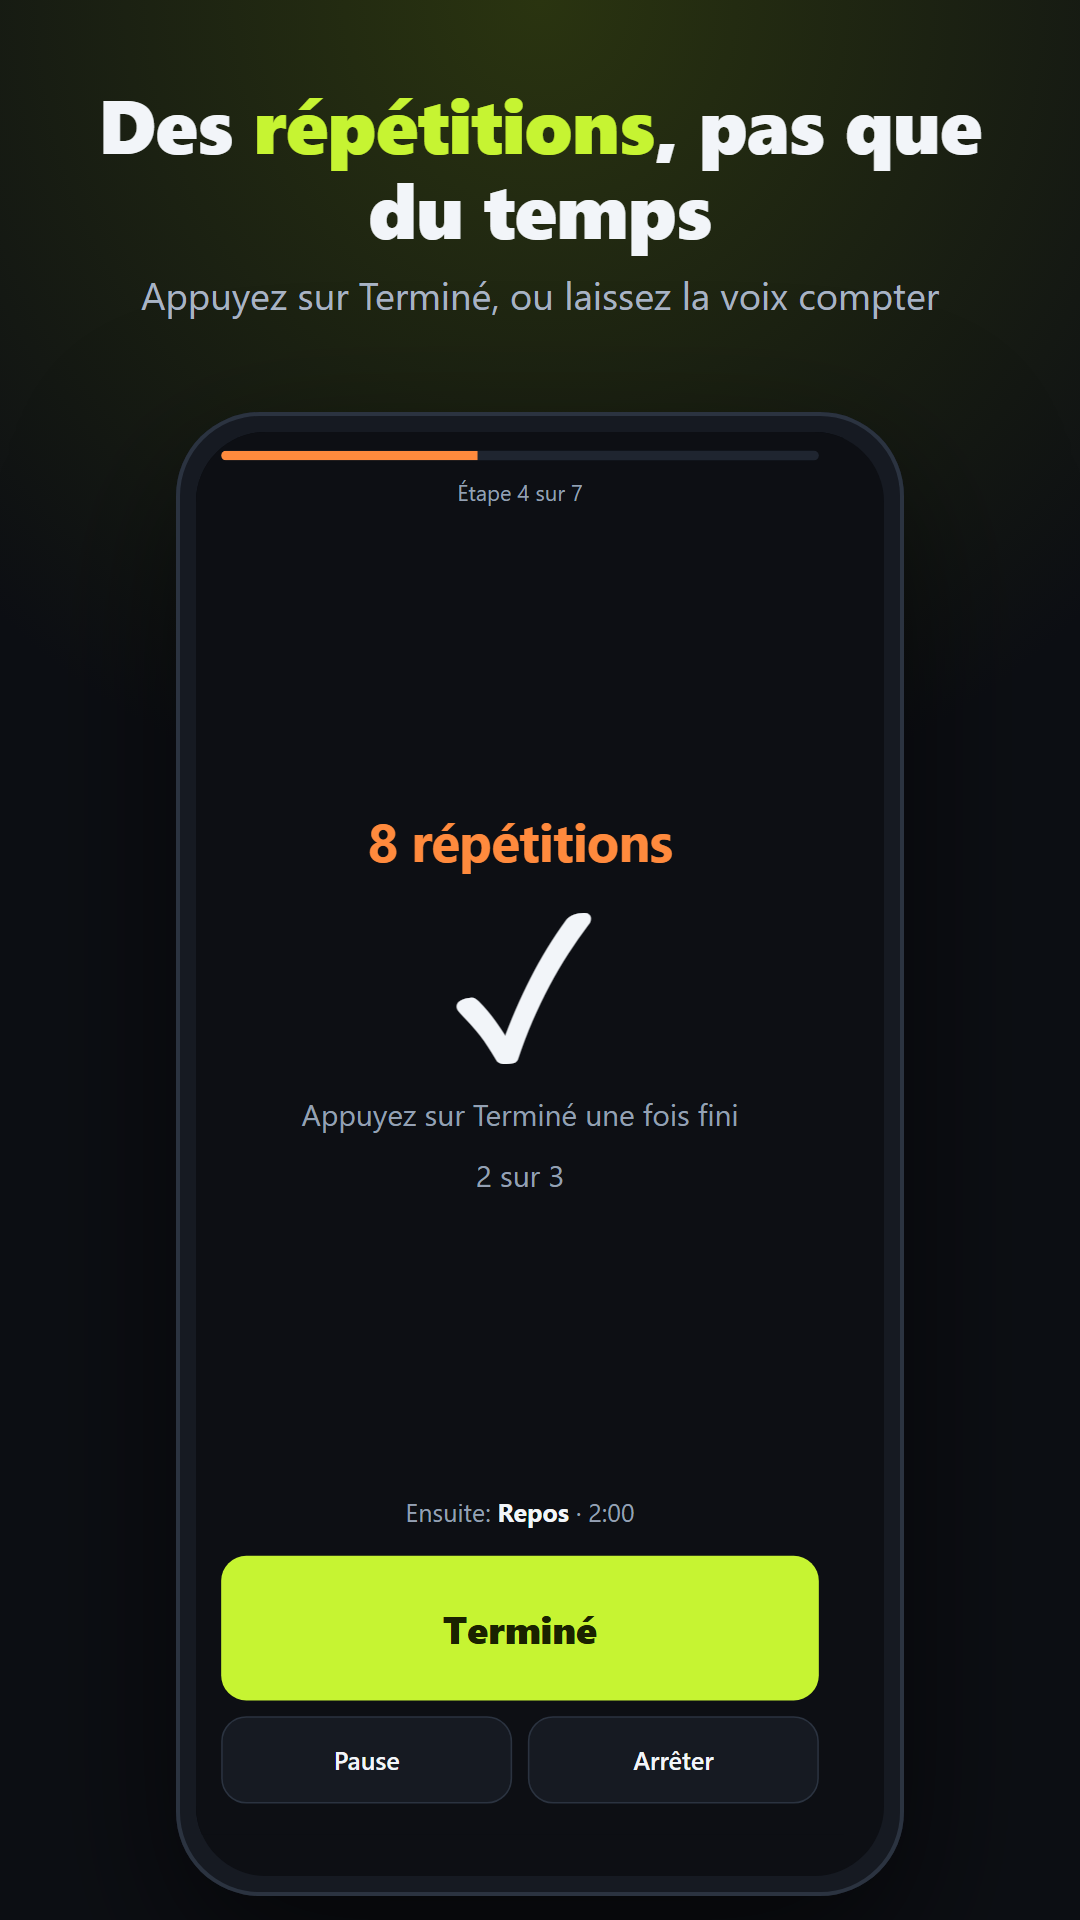 Des répétitions, pas que
du temps
Appuyez sur Terminé, ou laissez la voix compter
Étape 4 sur 7
8 répétitions
Appuyez sur Terminé une fois fini
2 sur 3
Ensuite: Repos · 2:00
Terminé
Pause
Arrêter